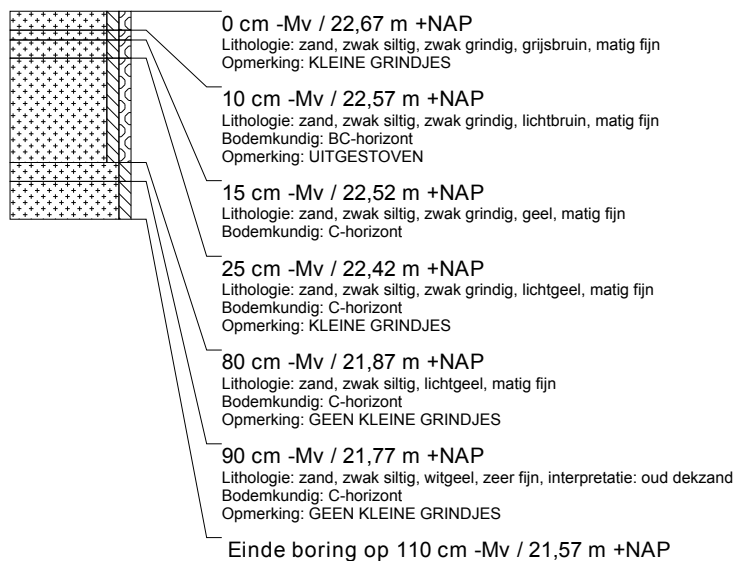 0 cm -Mv / 22,67 m +NAP
Lithologie: zand, zwak siltig, zwak grindig, grijsbruin, matig fijn
Opmerking: KLEINE GRINDJES
10 cm -Mv / 22,57 m +NAP
Lithologie: zand, zwak siltig, zwak grindig, lichtbruin, matig fijn
Bodemkundig: BC-horizont
Opmerking: UITGESTOVEN
15 cm -Mv / 22,52 m +NAP
Lithologie: zand, zwak siltig, zwak grindig, geel, matig fijn
Bodemkundig: C-horizont
25 cm -Mv / 22,42 m +NAP
Lithologie: zand, zwak siltig, zwak grindig, lichtgeel, matig fijn
Bodemkundig: C-horizont
Opmerking: KLEINE GRINDJES
80 cm -Mv / 21,87 m +NAP
Lithologie: zand, zwak siltig, lichtgeel, matig fijn
Bodemkundig: C-horizont
Opmerking: GEEN KLEINE GRINDJES
90 cm -Mv / 21,77 m +NAP
Lithologie: zand, zwak siltig, witgeel, zeer fijn, interpretatie: oud dekzand
Bodemkundig: C-horizont
Opmerking: GEEN KLEINE GRINDJES
Einde boring op 110 cm -Mv / 21,57 m +NAP